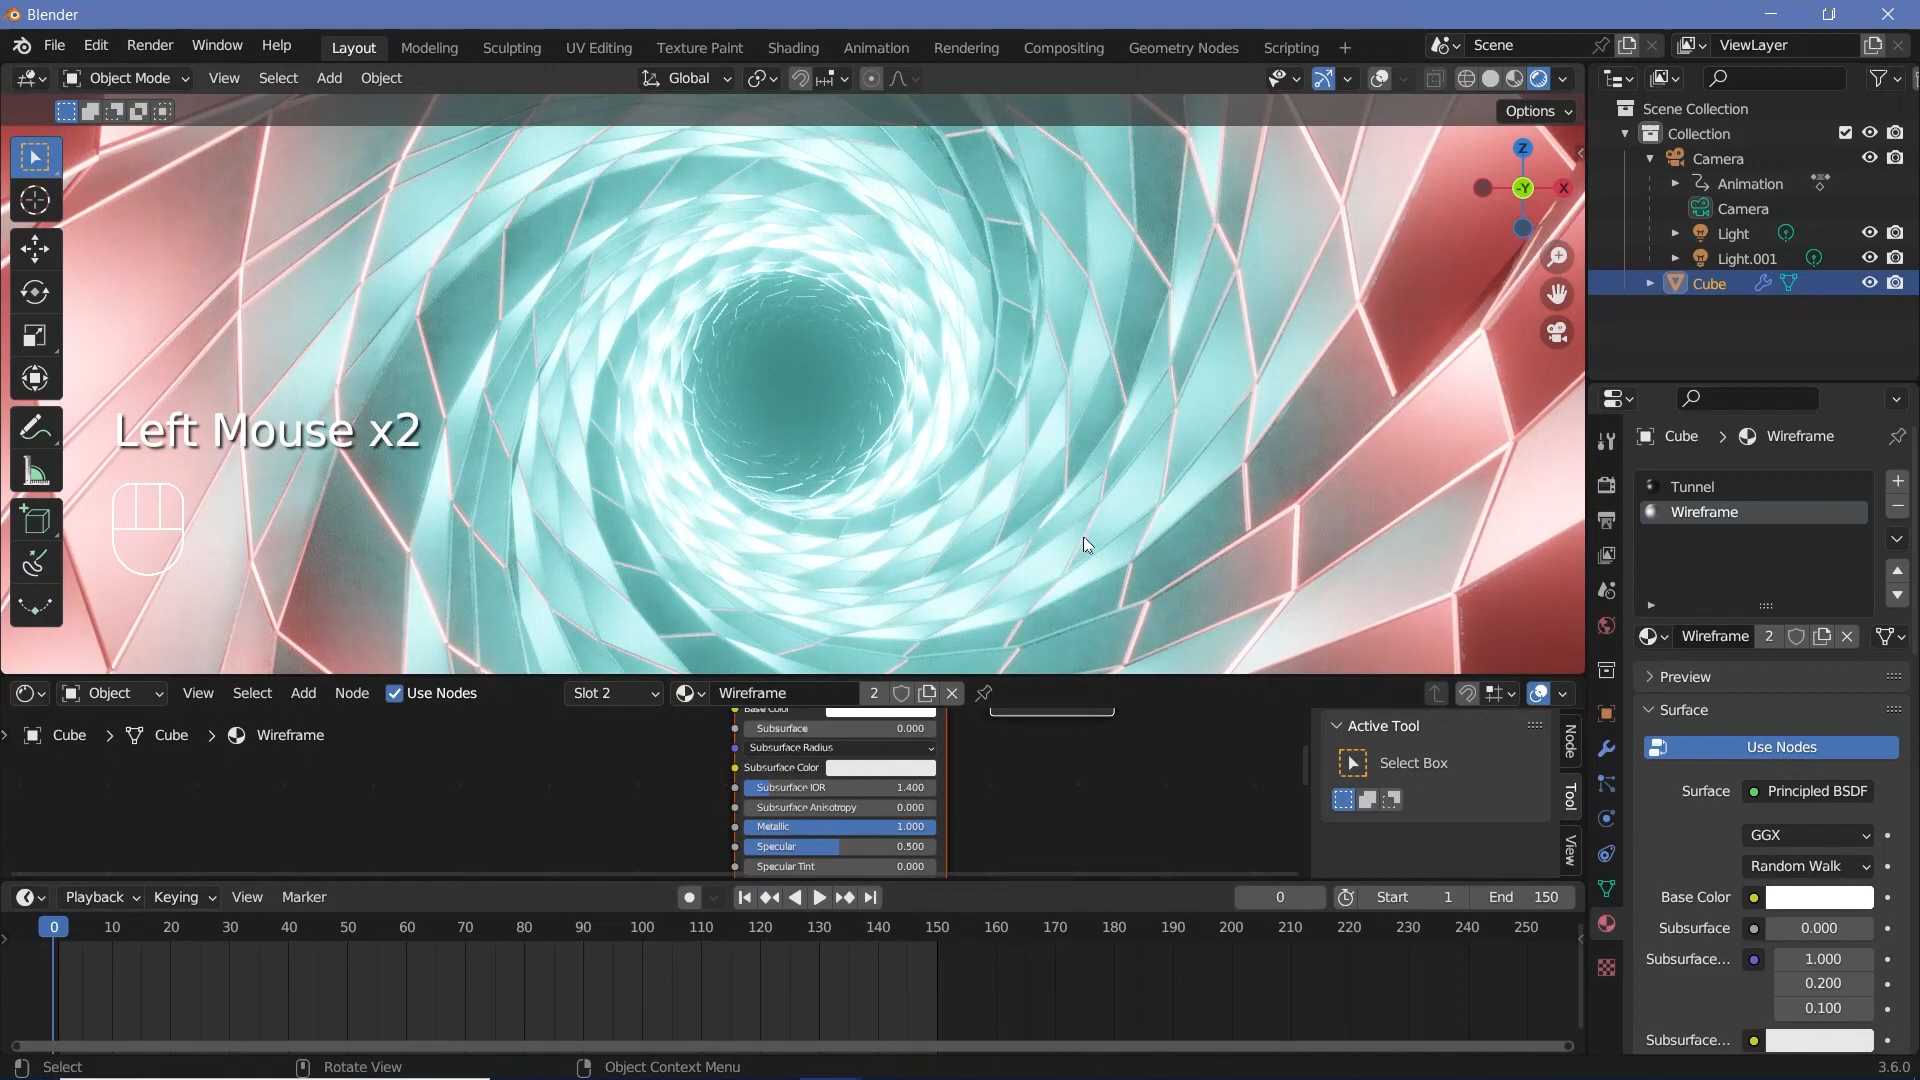 Blender
File Edit Render Window Help Layout Modeling Sculpting UV Editing Texture Paint Shading Animation Rendering Compositing Geometry Nodes Scripting + Scene ViewLayer
Object Mode View Select Add Object Global
Options
Z
-Y X
Left Mouse x2
Scene Collection
Collection
Camera
Animation
Camera
Light
Light.001
Cube
Cube > Wireframe
Tunnel
Wireframe
Wireframe 2
Preview
Surface
Use Nodes
Surface Principled BSDF
GGX
Random Walk
Base Color
Subsurface 0.000
Subsurface... 1.000
0.200
0.100
Subsurface...
Object View Select Add Node Use Nodes Slot 2 Wireframe 2
Cube > Cube > Wireframe
Base Color
Subsurface 0.000
Subsurface Radius
Subsurface Color
Subsurface IOR 1.400
Subsurface Anisotropy 0.000
Metallic 1.000
Specular 0.500
Specular Tint 0.000
Active Tool
Select Box
Node
Tool
View
Playback Keying View Marker 0 Start 1 End 150
0 10 20 30 40 50 60 70 80 90 100 110 120 130 140 150 160 170 180 190 200 210 220 230 240 250
Select Rotate View Object Context Menu 3.6.0